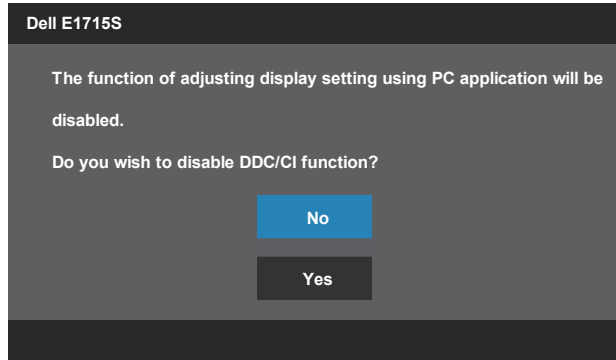 Dell E1715S
The function of adjusting display setting using PC application will be
disabled.
Do you wish to disable DDC/CI function?
No
Yes